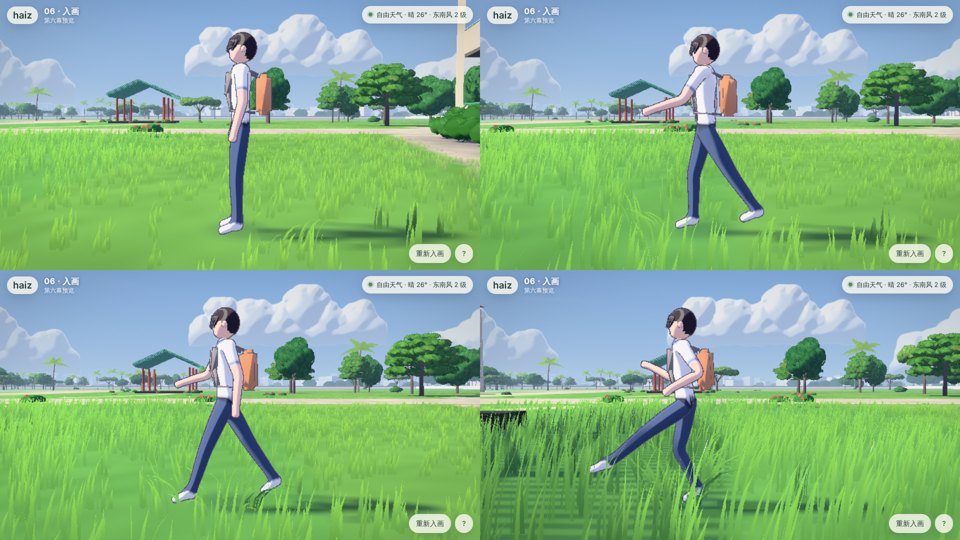 haiz
06 · 入画
第六幕预览
自由天气 · 晴 26° · 东南风 2 级
重新入画
?
haiz
06 · 入画
第六幕预览
自由天气 · 晴 26° · 东南风 2 级
重新入画
?
haiz
06 · 入画
第六幕预览
自由天气 · 晴 26° · 东南风 2 级
重新入画
?
haiz
06 · 入画
第六幕预览
自由天气 · 晴 26° · 东南风 2 级
重新入画
?